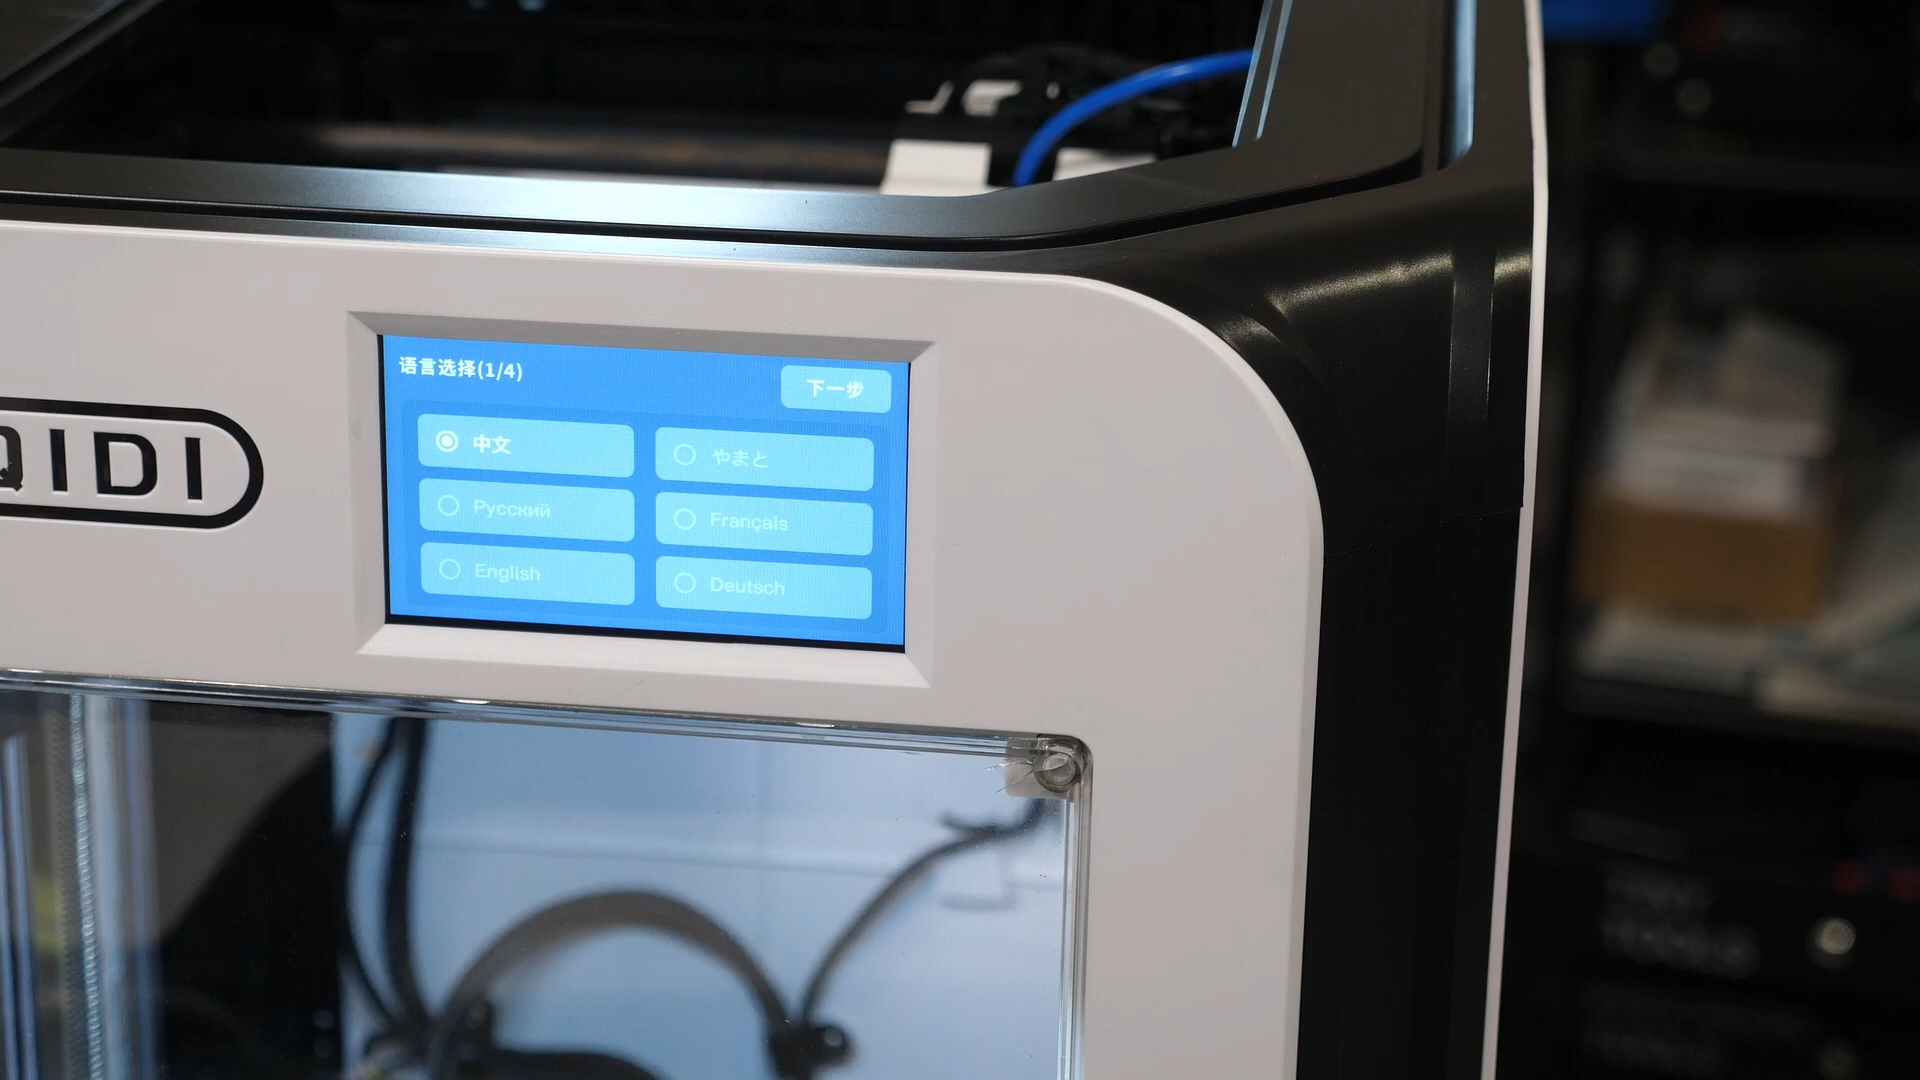 语言选择(1/4)
下一步
中文
やまと
Русский
Français
English
Deutsch
QIDI